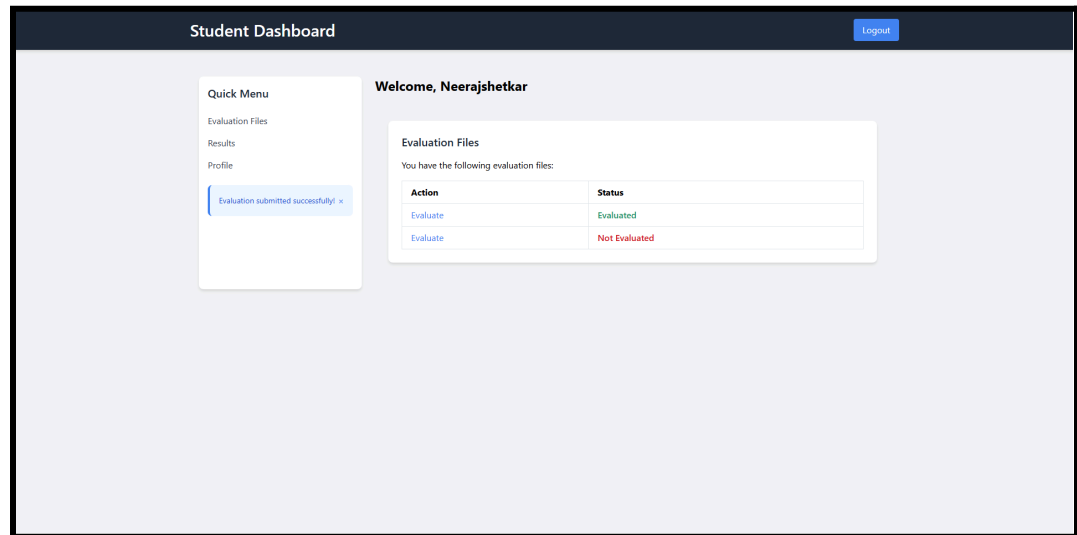 Student Dashboard
Logout
Quick Menu
Evaluation Files
Results
Profile
Evaluation submitted successfully! ×
Welcome, Neerajshetkar
Evaluation Files
You have the following evaluation files:
Action Status
Evaluate Evaluated
Evaluate Not Evaluated